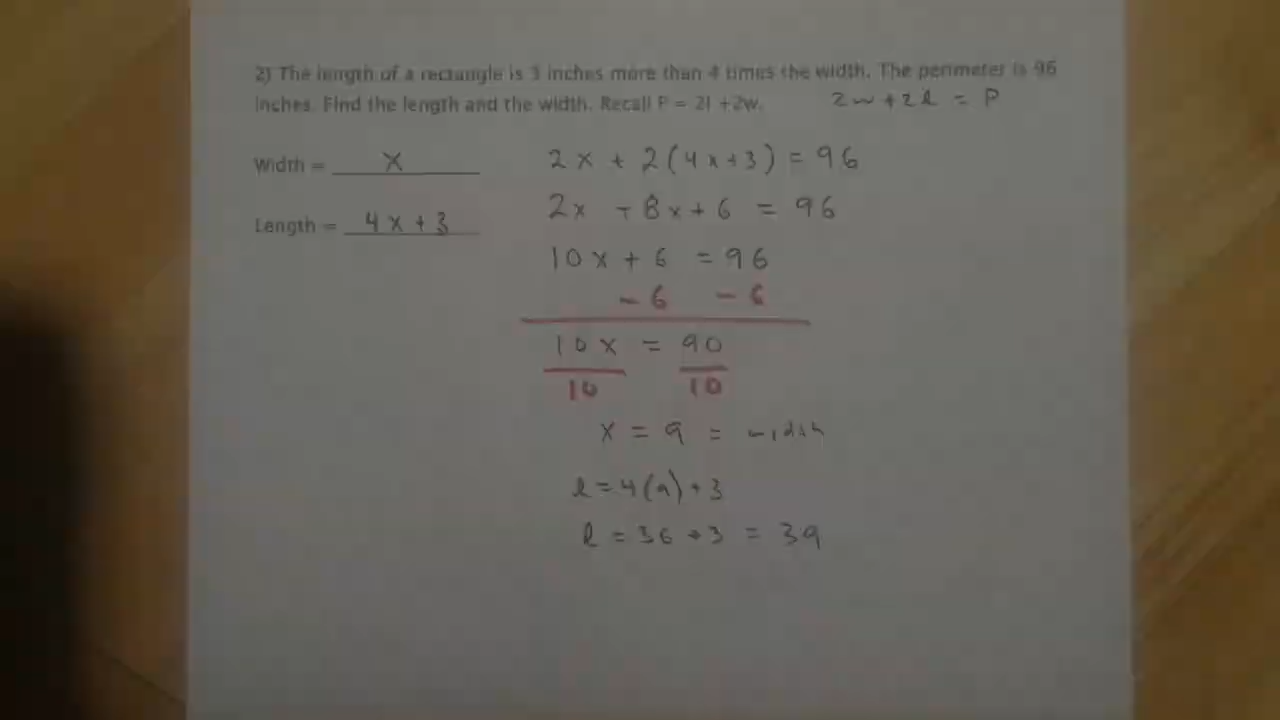 2) The length of a rectangle is 3 inches more than 4 times the width. The perimeter is 96
inches. Find the length and the width. Recall P = 2l +2w.
2w + 2l = P
Width = x
Length = 4x + 3
2x + 2(4x+3) = 96
2x + 8x + 6 = 96
10x + 6 = 96
- 6 - 6
10x = 90
10 10
x = 9 = width
l = 4(9) + 3
l = 36 + 3 = 39